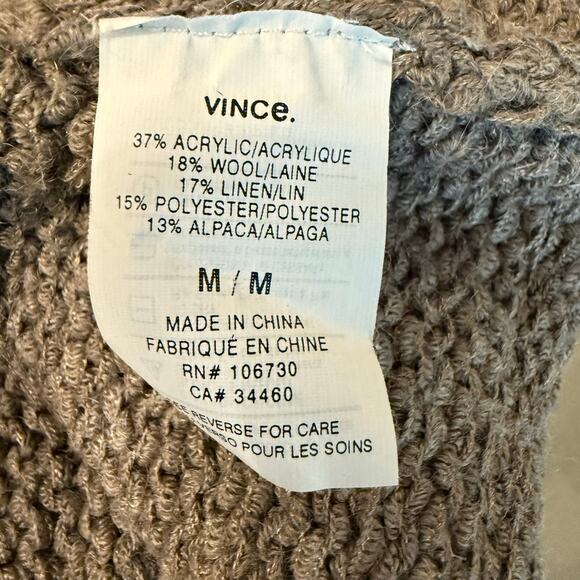 VINCe.
37% ACRYLIC/ACRYLIQUE
18% WOOL/LAINE
17% LINEN/LIN
15% POLYESTER/POLYESTER
13% ALPACA/ALPAGA
M / M
MADE IN CHINA
FABRIQUÉ EN CHINE
RN# 106730
CA# 34460
REVERSE FOR CARE
POUR LES SOINS